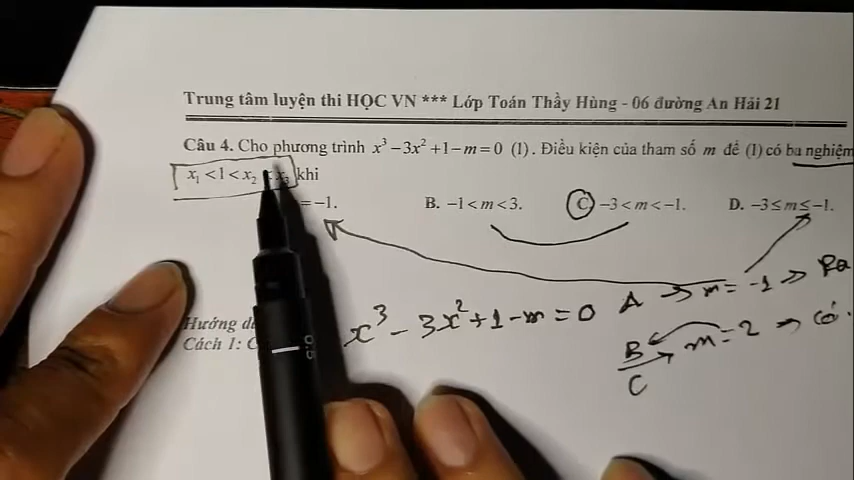 Trung tâm luyện thi HỌC VN *** Lớp Toán Thầy Hùng - 06 đường An Hải 21
Câu 4. Cho phương trình x³ − 3x² + 1 − m = 0 (1). Điều kiện của tham số m để (1) có ba nghiệm
x₁ < 1 < x₂ < x₃ khi
= −1. B. −1 < m < 3. C −3 < m < −1. D. −3 ≤ m ≤ −1.
A → m = -1 ⇒
x³ - 3x² + 1 - m = 0
B → m = 2 ⇒ có
C
Hướng d
Cách 1: C